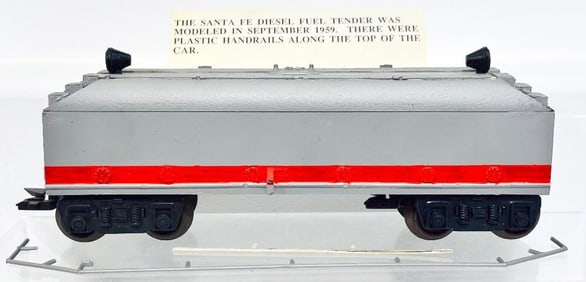 THE SANTA FE DIESEL FUEL TENDER WAS
MODELED IN SEPTEMBER 1959. THERE WERE
PLASTIC HANDRAILS ALONG THE TOP OF THE
CAR.